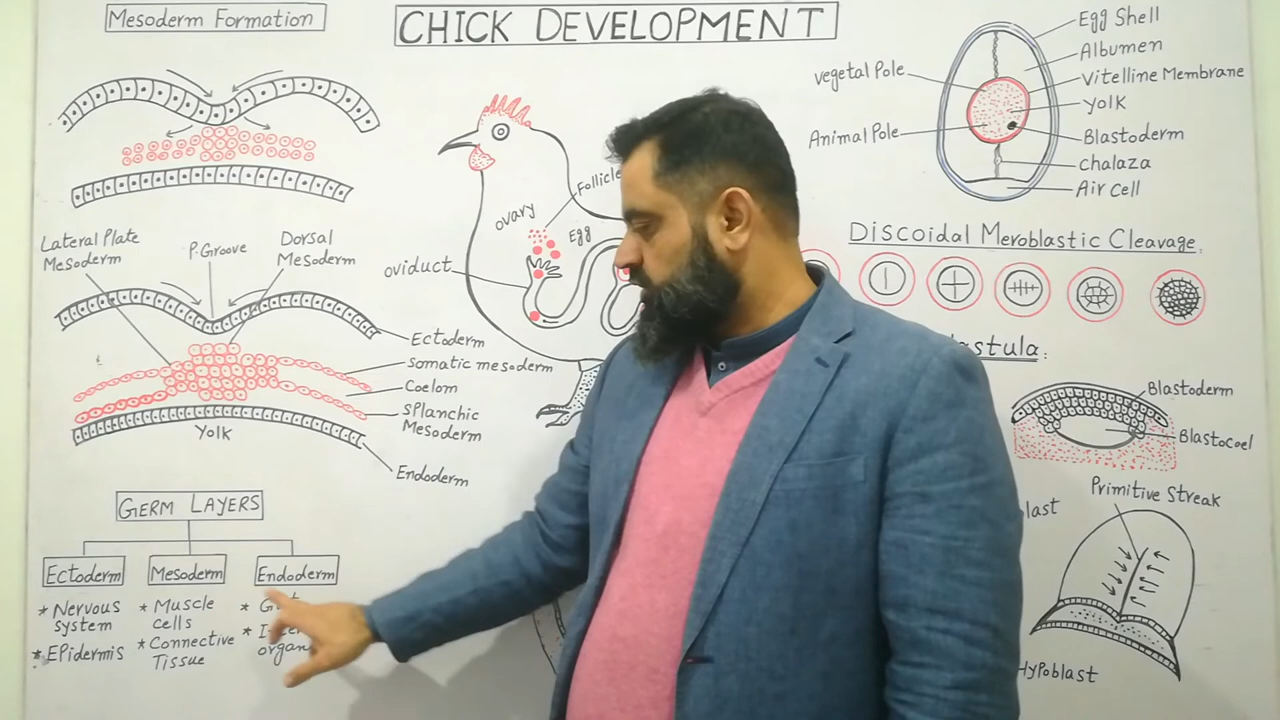 Mesoderm Formation
CHICK DEVELOPMENT
Egg Shell
Albumen
Vitelline Membrane
Yolk
Blastoderm
Chalaza
Air Cell
Vegetal Pole
Animal Pole
Follicle
ovary
Egg
oviduct
Lateral Plate
Mesoderm
P.Groove
Dorsal
Mesoderm
Ectoderm
Somatic mesoderm
Coelom
SPlanchic
Mesoderm
Yolk
Endoderm
Discoidal Meroblastic Cleavage
astula:
Blastoderm
Blastocoel
Primitive Streak
last
HyPoblast
GERM LAYERS
Ectoderm
Mesoderm
Endoderm
* Nervous
system
* EPidermis
* Muscle
cells
* Connective
Tissue
*
*
organ